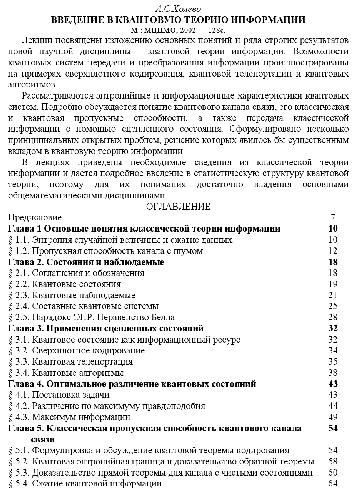 А.С.Холево
ВВЕДЕНИЕ В КВАНТОВУЮ ТЕОРИЮ ИНФОРМАЦИИ
М.: МЦНМО, 2002 128с.
Лекции посвящены изложению основных понятий и ряда строгих результатов
новой научной дисциплины квантовой теории информации. Возможности
квантовых систем передачи и преобразования информации проиллюстрированы
на примерах сверхплотного кодирования, квантовой телепортации и квантовых
алгоритмов.
Рассматриваются энтропийные и информационные характеристики квантовых
систем. Подробно обсуждается понятие квантового канала связи, его классическая
и квантовая пропускные способности, а также передача классической
информации с помощью сцепленного состояния. Сформулировано несколько
принципиальных открытых проблем, решение которых явилось бы существенным
вкладом в квантовую теорию информации.
В лекциях приведены необходимые сведения из классической теории
информации и дается подробное введение в статистическую структуру квантовой
теории, поэтому для их понимания достаточно владения основными
общематематическими дисциплинами.
ОГЛАВЛЕНИЕ
Предисловие 7
Глава 1 Основные понятия классической теории информации 10
§ 1.1. Энтропия случайной величины и сжатие данных 10
§ 1.2. Пропускная способность канала с шумом 12
Глава 2. Состояния и наблюдаемые 18
§ 2.1. Соглашения и обозначения 18
§ 2.2. Квантовые состояния 19
§ 2.3. Квантовые наблюдаемые 21
§ 2.4. Составные квантовые системы 25
§ 2.5. Парадокс ЭПР. Неравенство Белла 28
Глава 3. Применения сцепленных состояний 32
§ 3.1. Квантовое состояние как информационный ресурс 32
§ 3.2. Сверхплотное кодирование 34
§ 3.3. Квантовая телепортация 35
§ 3.4. Квантовые алгоритмы 38
Глава 4. Оптимальное различение квантовых состояний 43
§ 4.1. Постановка задачи 43
§ 4.2. Различение по максимуму правдоподобия 44
§ 4.3. Максимум информации 49
Глава 5. Классическая пропускная способность квантового канала 54
связи
§ 5.1. Формулировка и обсуждение квантовой теоремы кодирования 54
§ 5.2. Квантовая энтропийная граница и доказательство обратной теоремы 58
§ 5.3. Доказательство прямой теоремы для канала с чистыми состояниями 60
§ 5.4. Сжатие квантовой информации 64